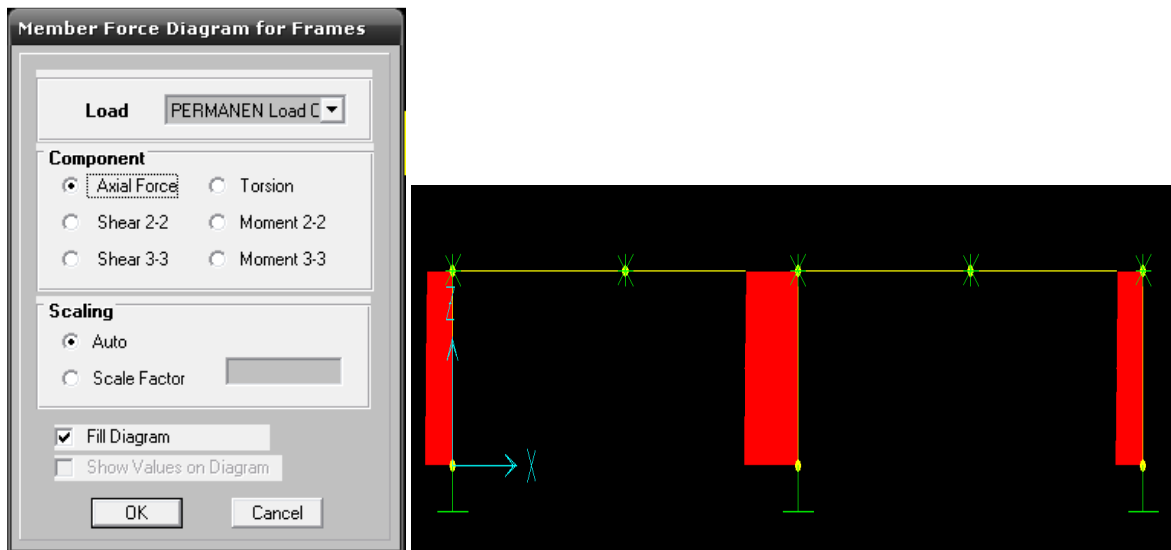 Member Force Diagram for Frames
Load PERMANEN Load C
Component
Axial Force Torsion
Shear 2-2 Moment 2-2
Shear 3-3 Moment 3-3
Scaling
Auto
Scale Factor
Fill Diagram
Show Values on Diagram
OK Cancel
Z
X